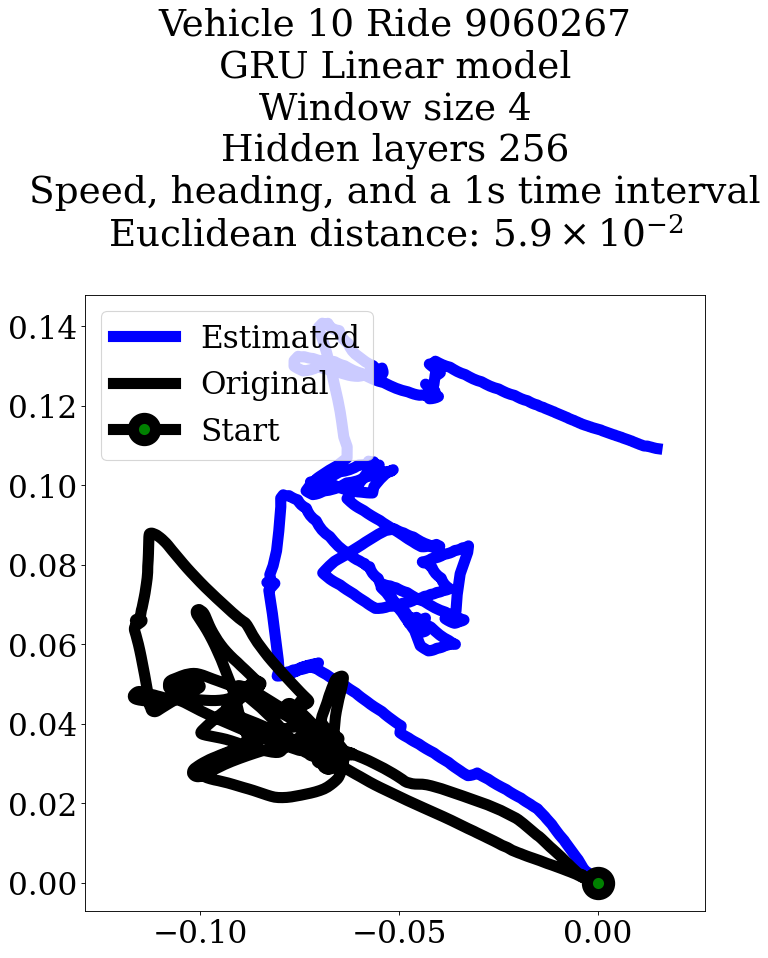 Vehicle 10 Ride 9060267
GRU Linear model
Window size 4
Hidden layers 256
Speed, heading, and a 1s time interval
Euclidean distance: 5.9 × 10⁻²
Estimated
Original
Start
0.14
0.12
0.10
0.08
0.06
0.04
0.02
0.00
−0.10
−0.05
0.00